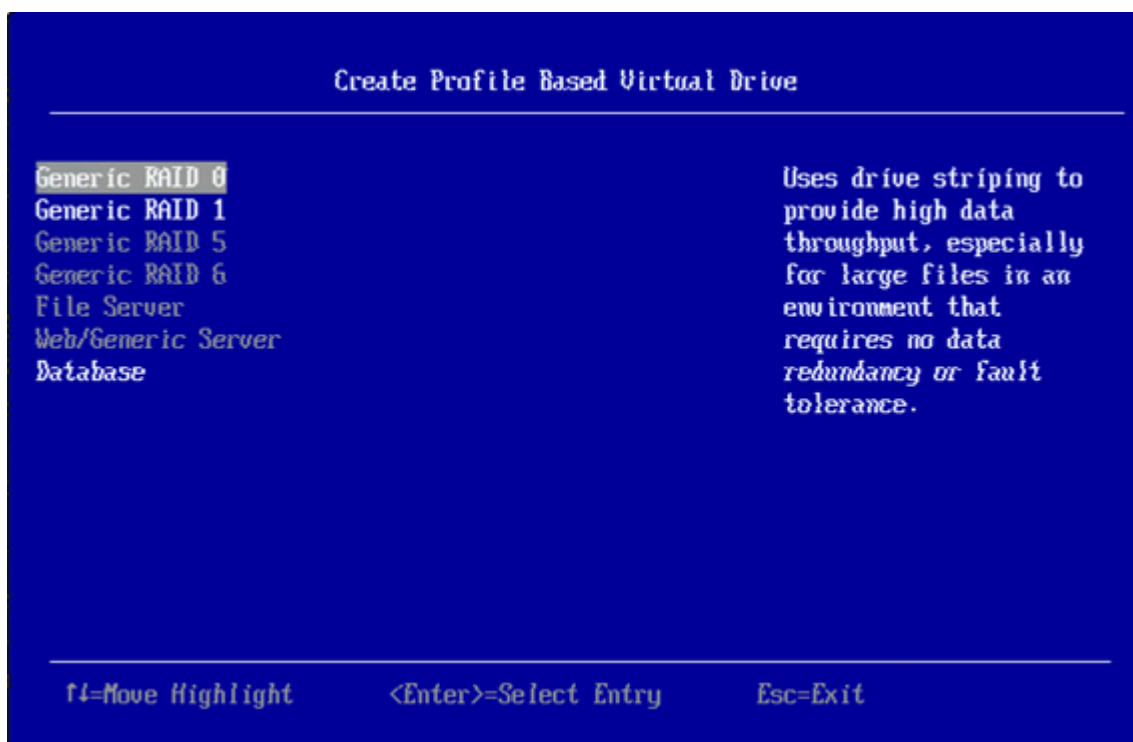 Create Profile Based Virtual Drive
Generic RAID 0
Generic RAID 1
Generic RAID 5
Generic RAID 6
File Server
Web/Generic Server
Database
Uses drive striping to
provide high data
throughput, especially
for large files in an
environment that
requires no data
redundancy or fault
tolerance.
↑↓=Move Highlight <Enter>=Select Entry Esc=Exit